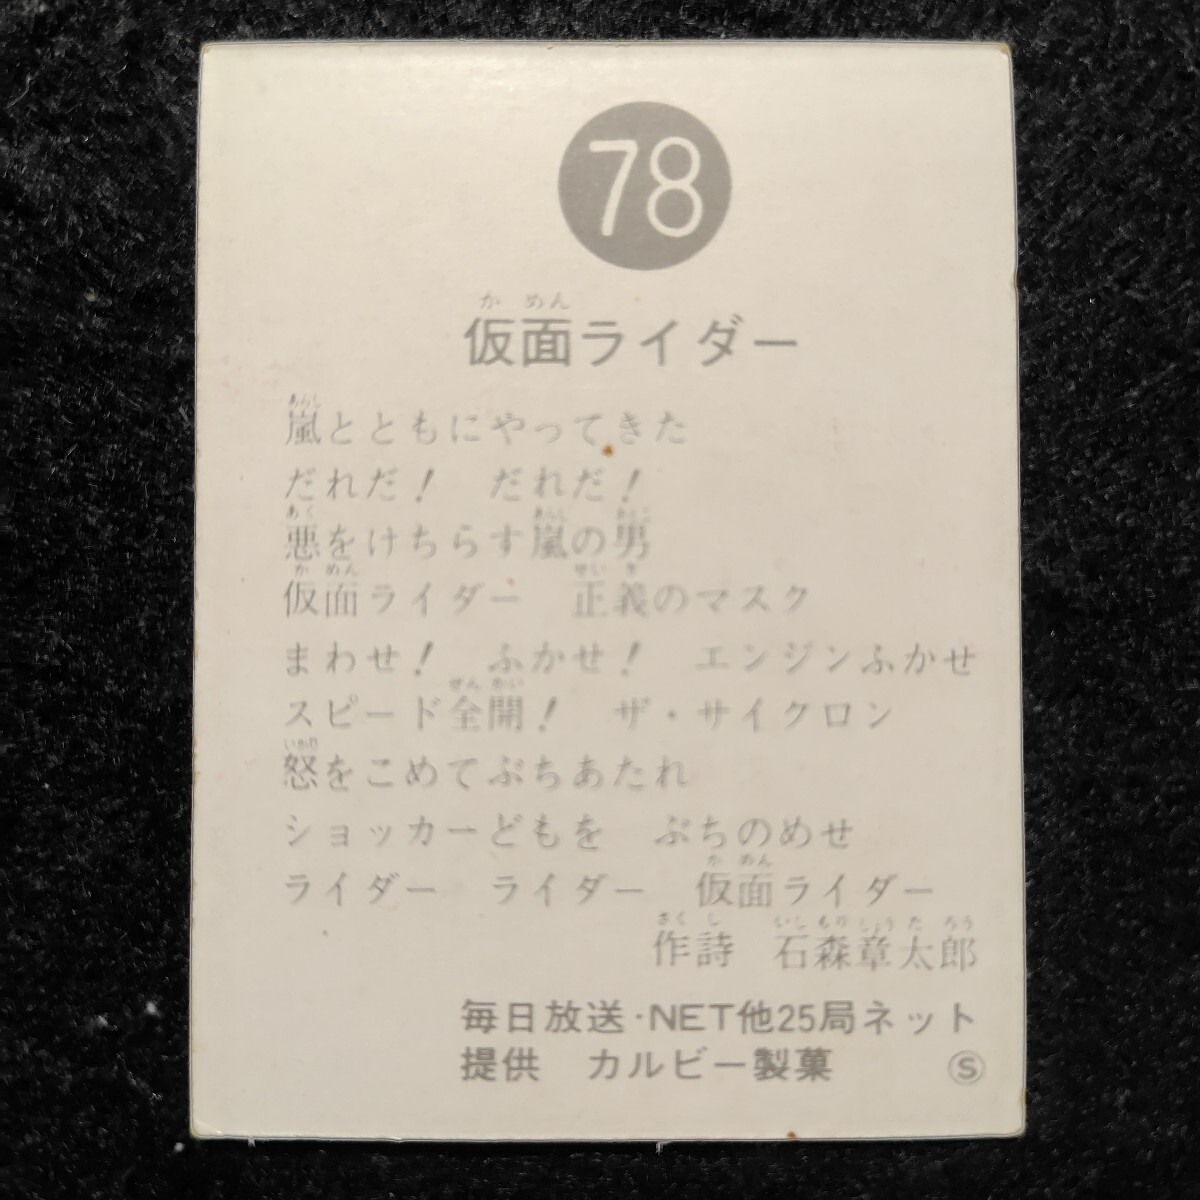 78
仮面ライダー
嵐とともにやってきた
だれだ！　だれだ！
悪をけちらす嵐の男
仮面ライダー　正義のマスク
まわせ！　ふかせ！　エンジンふかせ
スピード全開！　ザ・サイクロン
怒をこめてぶちあたれ
ショッカーどもを　ぶちのめせ
ライダー　ライダー　仮面ライダー
作詩　石森章太郎
毎日放送・NET他25局ネット
提供　カルビー製菓　Ⓢ